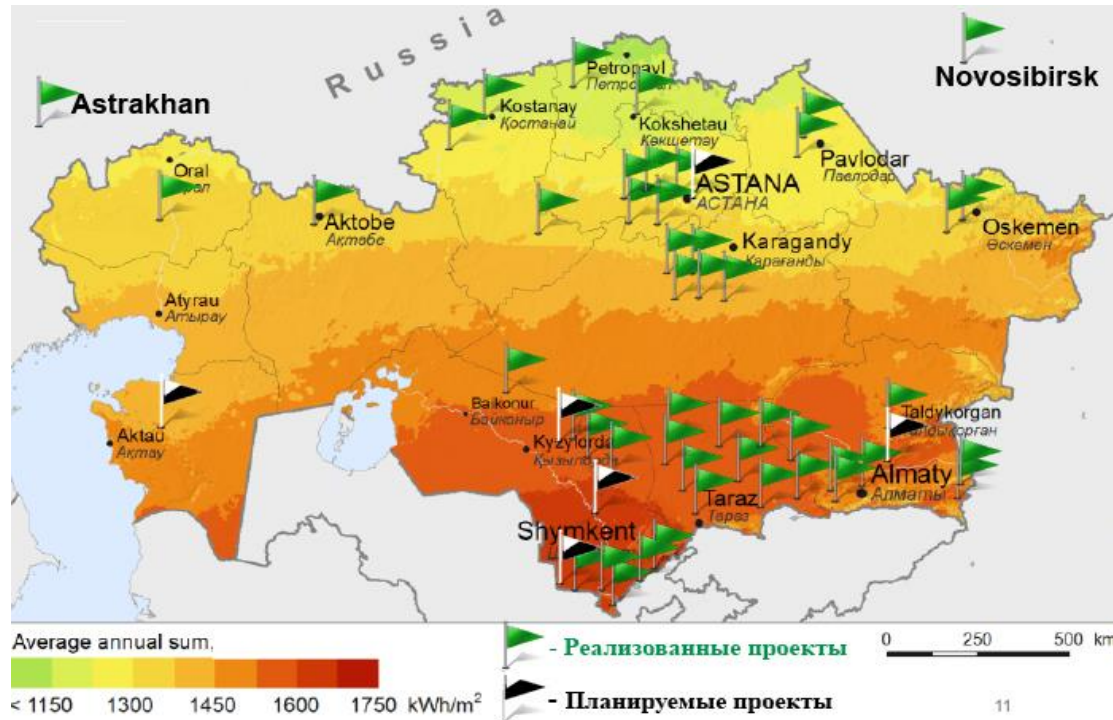 Russia
Astrakhan
Novosibirsk
Petropavl
Kostanay
Қостанай
Kokshetau
Көкшетау
Pavlodar
Павлодар
Oral
ASTANA
АСТАНА
Aktobe
Ақтөбе
Oskemen
Өскемен
Karagandy
Қарағанды
Atyrau
Атырау
Baikonur
Байқоңыр
Taldykorgan
Aktau
Ақтау
Kyzylorda
Almaty
Алматы
Taraz
Тараз
Shymkent
Average annual sum,
< 1150 1300 1450 1600 1750 kWh/m²
- Реализованные проекты
- Планируемые проекты
0 250 500 km
11